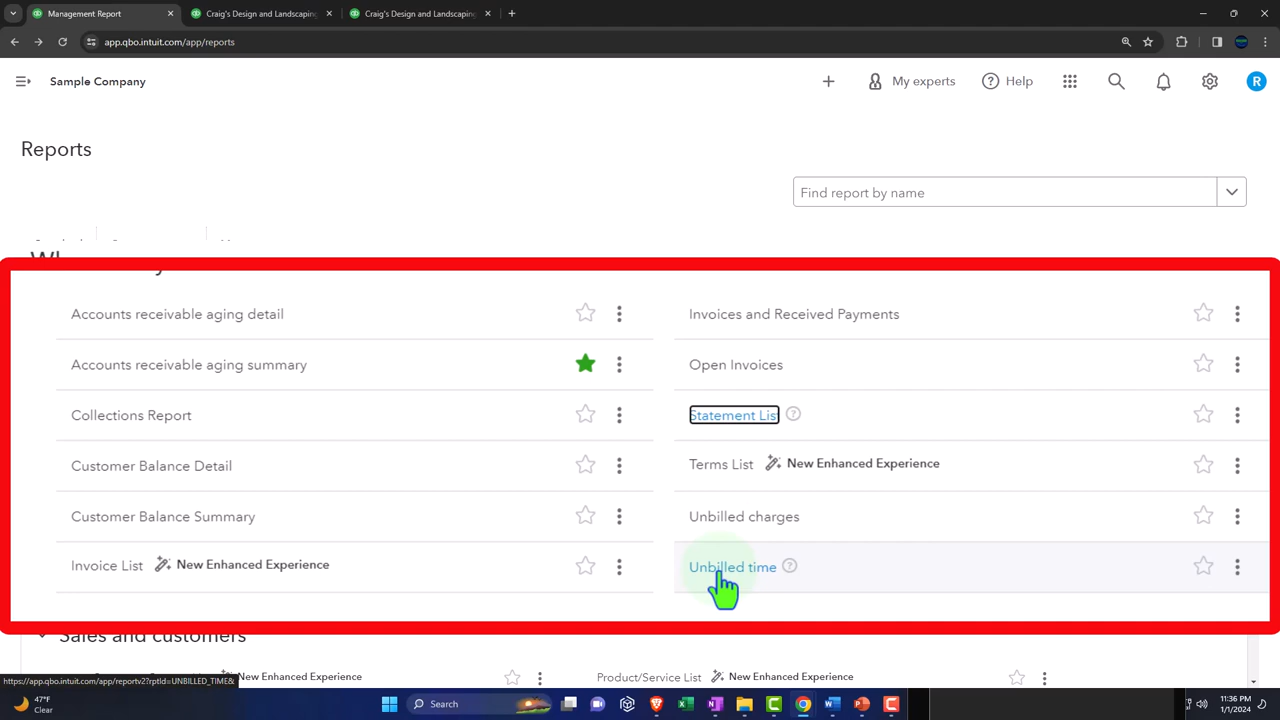 Management Report
Craig's Design and Landscaping
Craig's Design and Landscaping
app.qbo.intuit.com/app/reports
Sample Company
My experts
Help
R
Reports
Find report by name
Accounts receivable aging detail
Invoices and Received Payments
Accounts receivable aging summary
Open Invoices
Collections Report
Statement List
Customer Balance Detail
Terms List New Enhanced Experience
Customer Balance Summary
Unbilled charges
Invoice List New Enhanced Experience
Unbilled time
Sales and customers
New Enhanced Experience
Product/Service List New Enhanced Experience
https://app.qbo.intuit.com/app/reportv2?rptId=UNBILLED_TIME&
47°F
Clear
Search
11:36 PM
1/1/2024